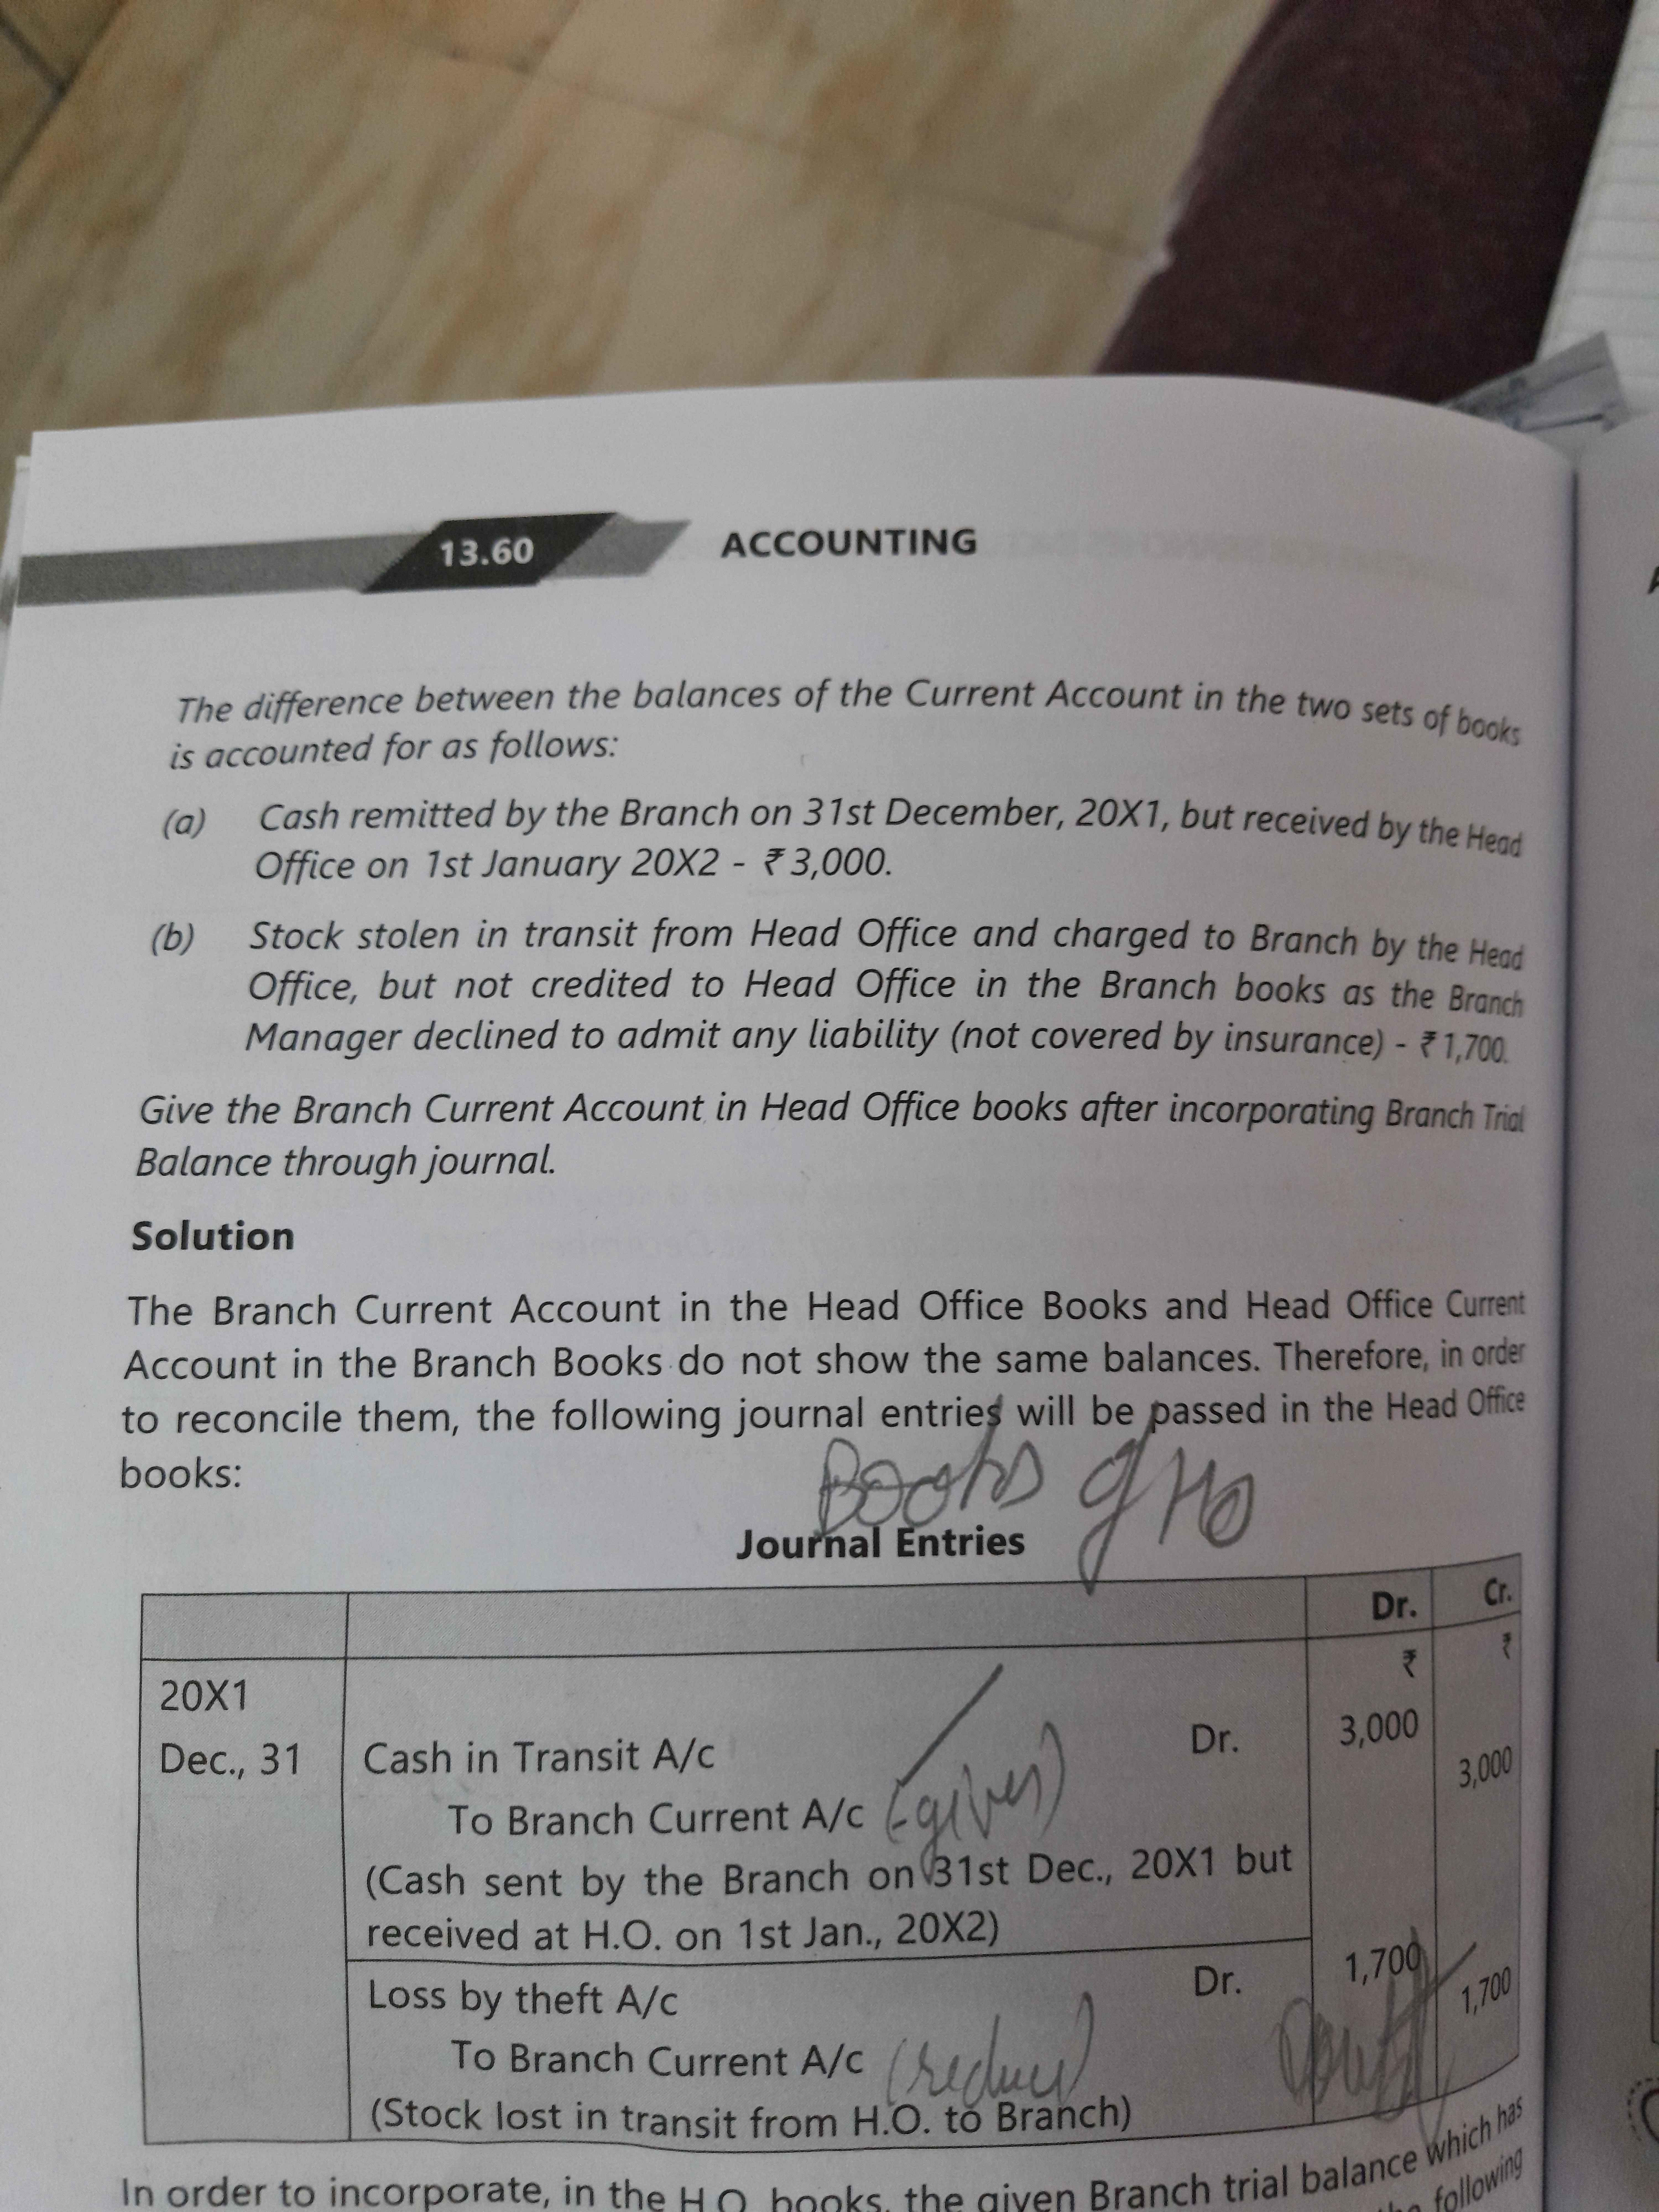 13.60 ACCOUNTING
The difference between the balances of the Current Account in the two sets of books
is accounted for as follows:
(a) Cash remitted by the Branch on 31st December, 20X1, but received by the Head
Office on 1st January 20X2 - ₹ 3,000.
(b) Stock stolen in transit from Head Office and charged to Branch by the Head
Office, but not credited to Head Office in the Branch books as the Branch
Manager declined to admit any liability (not covered by insurance) - ₹ 1,700.
Give the Branch Current Account in Head Office books after incorporating Branch Trial
Balance through journal.
Solution
The Branch Current Account in the Head Office Books and Head Office Current
Account in the Branch Books do not show the same balances. Therefore, in order
to reconcile them, the following journal entries will be passed in the Head Office
books:
Books of HO
Journal Entries
Dr. Cr.
₹ ₹
20X1
Dec., 31 Cash in Transit A/c Dr. 3,000
To Branch Current A/c (-gives) 3,000
(Cash sent by the Branch on 31st Dec., 20X1 but
received at H.O. on 1st Jan., 20X2)
Loss by theft A/c Dr. 1,700
To Branch Current A/c (reduce) 1,700
(Stock lost in transit from H.O. to Branch)
In order to incorporate, in the H.O. books, the given Branch trial balance which has
following